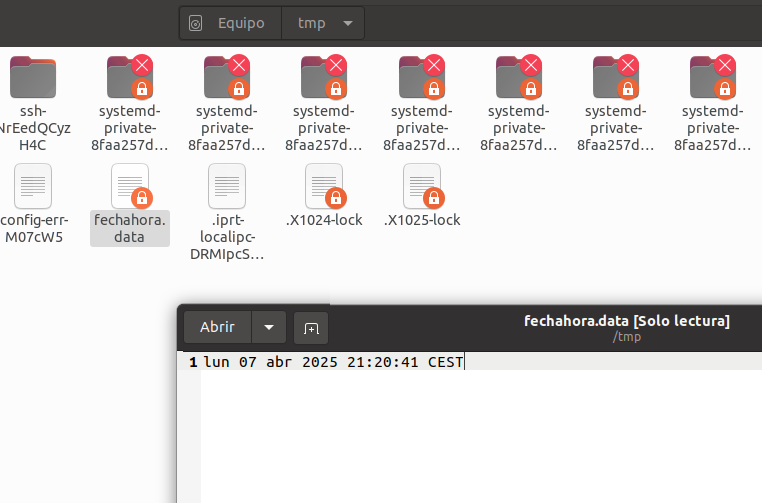 Equipo
tmp
ssh-
NrEedQCyz
H4C
systemd-
private-
8faa257d…
systemd-
private-
8faa257d…
systemd-
private-
8faa257d…
systemd-
private-
8faa257d…
systemd-
private-
8faa257d…
systemd-
private-
8faa257d…
systemd-
private-
8faa257d…
config-err-
M07cW5
fechahora.
data
.iprt-
localipc-
DRMIpcS…
.X1024-lock
.X1025-lock
Abrir
fechahora.data [Solo lectura]
/tmp
1 lun 07 abr 2025 21:20:41 CEST